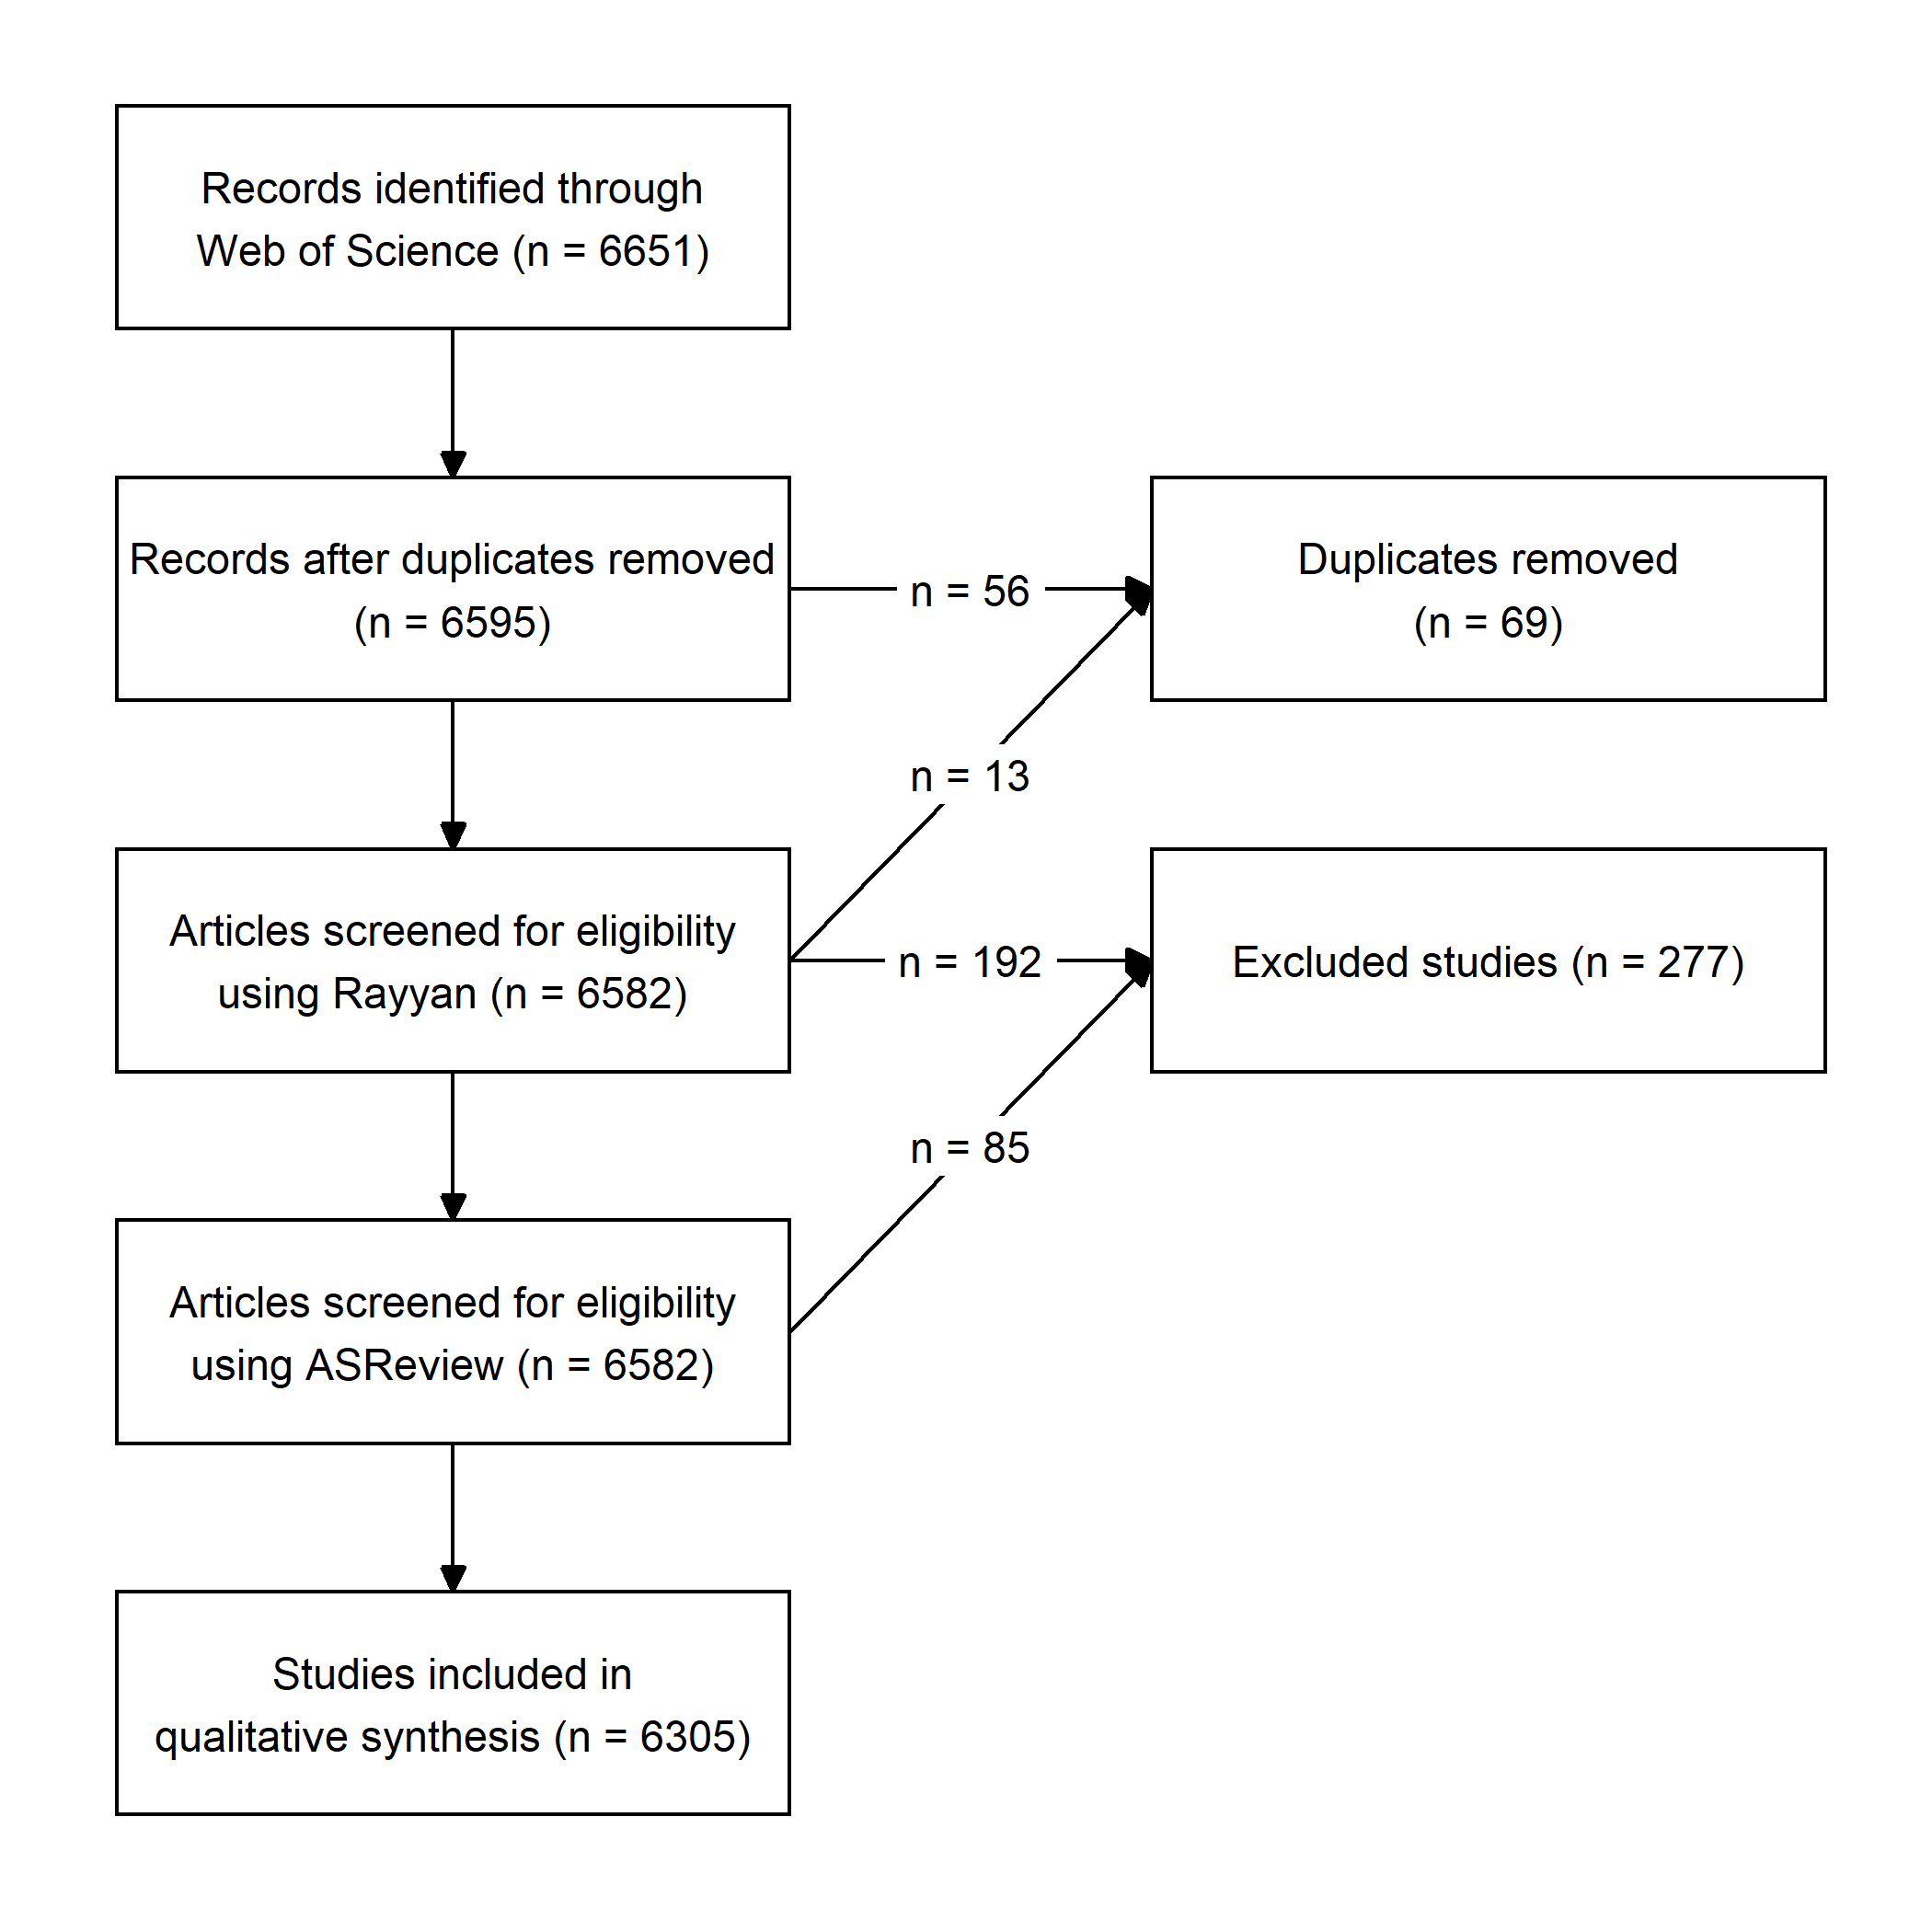 Records identified through
Web of Science (n = 6651)
Records after duplicates removed
(n = 6595)
n = 56
Duplicates removed
(n = 69)
n = 13
Articles screened for eligibility
using Rayyan (n = 6582)
n = 192
Excluded studies (n = 277)
n = 85
Articles screened for eligibility
using ASReview (n = 6582)
Studies included in
qualitative synthesis (n = 6305)